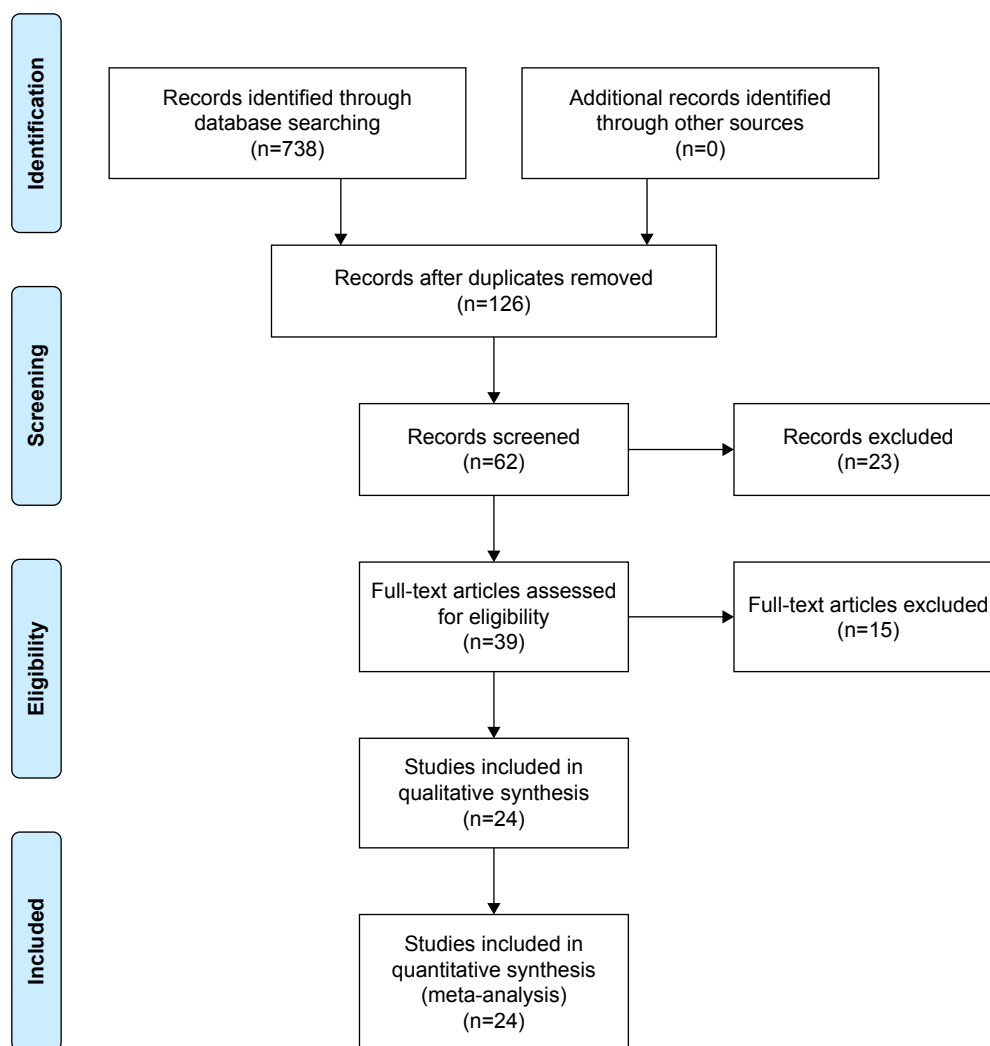 Identification
Records identified through
database searching
(n=738)
Additional records identified
through other sources
(n=0)
Records after duplicates removed
(n=126)
Screening
Records screened
(n=62)
Records excluded
(n=23)
Eligibility
Full-text articles assessed
for eligibility
(n=39)
Full-text articles excluded
(n=15)
Studies included in
qualitative synthesis
(n=24)
Included
Studies included in
quantitative synthesis
(meta-analysis)
(n=24)